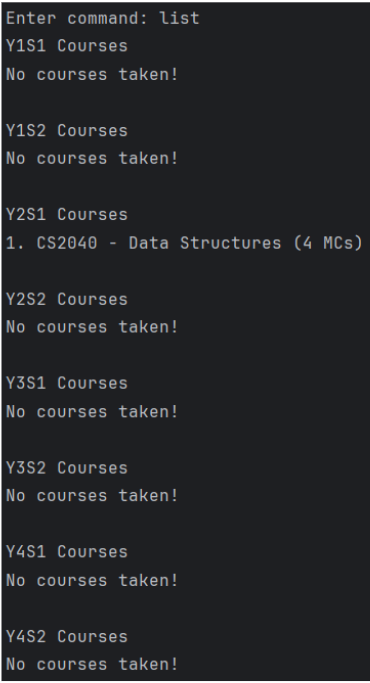 Enter command: list
Y1S1 Courses
No courses taken!
Y1S2 Courses
No courses taken!
Y2S1 Courses
1. CS2040 - Data Structures (4 MCs)
Y2S2 Courses
No courses taken!
Y3S1 Courses
No courses taken!
Y3S2 Courses
No courses taken!
Y4S1 Courses
No courses taken!
Y4S2 Courses
No courses taken!